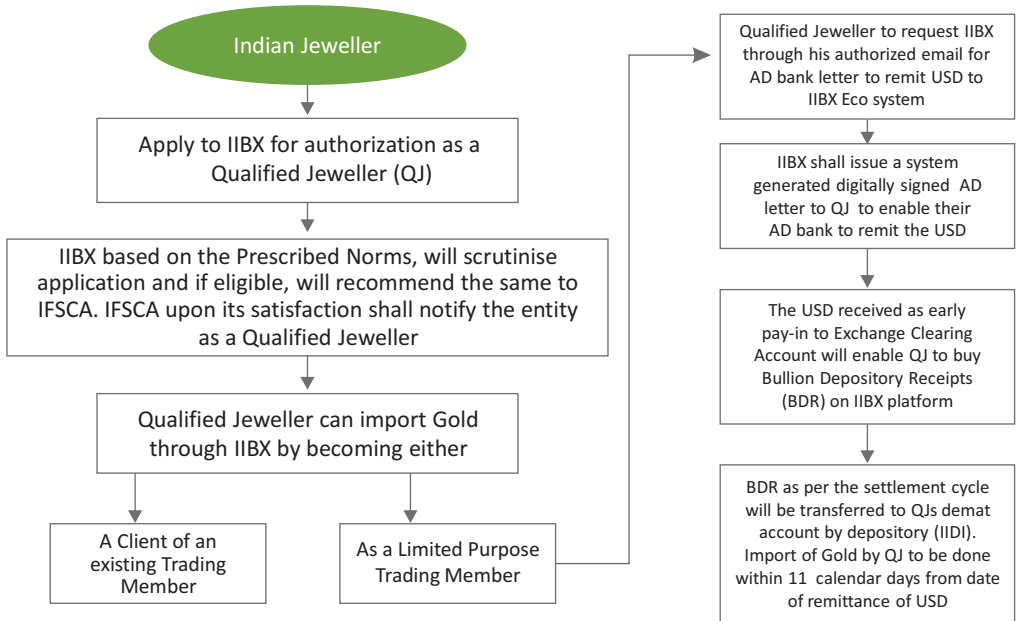 Indian Jeweller
Apply to IIBX for authorization as a
Qualified Jeweller (QJ)
IIBX based on the Prescribed Norms, will scrutinise
application and if eligible, will recommend the same to
IFSCA. IFSCA upon its satisfaction shall notify the entity
as a Qualified Jeweller
Qualified Jeweller can import Gold
through IIBX by becoming either
A Client of an
existing Trading
Member
As a Limited Purpose
Trading Member
Qualified Jeweller to request IIBX
through his authorized email for
AD bank letter to remit USD to
IIBX Eco system
IIBX shall issue a system
generated digitally signed AD
letter to QJ to enable their
AD bank to remit the USD
The USD received as early
pay-in to Exchange Clearing
Account will enable QJ to buy
Bullion Depository Receipts
(BDR) on IIBX platform
BDR as per the settlement cycle
will be transferred to QJs demat
account by depository (IIDI).
Import of Gold by QJ to be done
within 11 calendar days from date
of remittance of USD